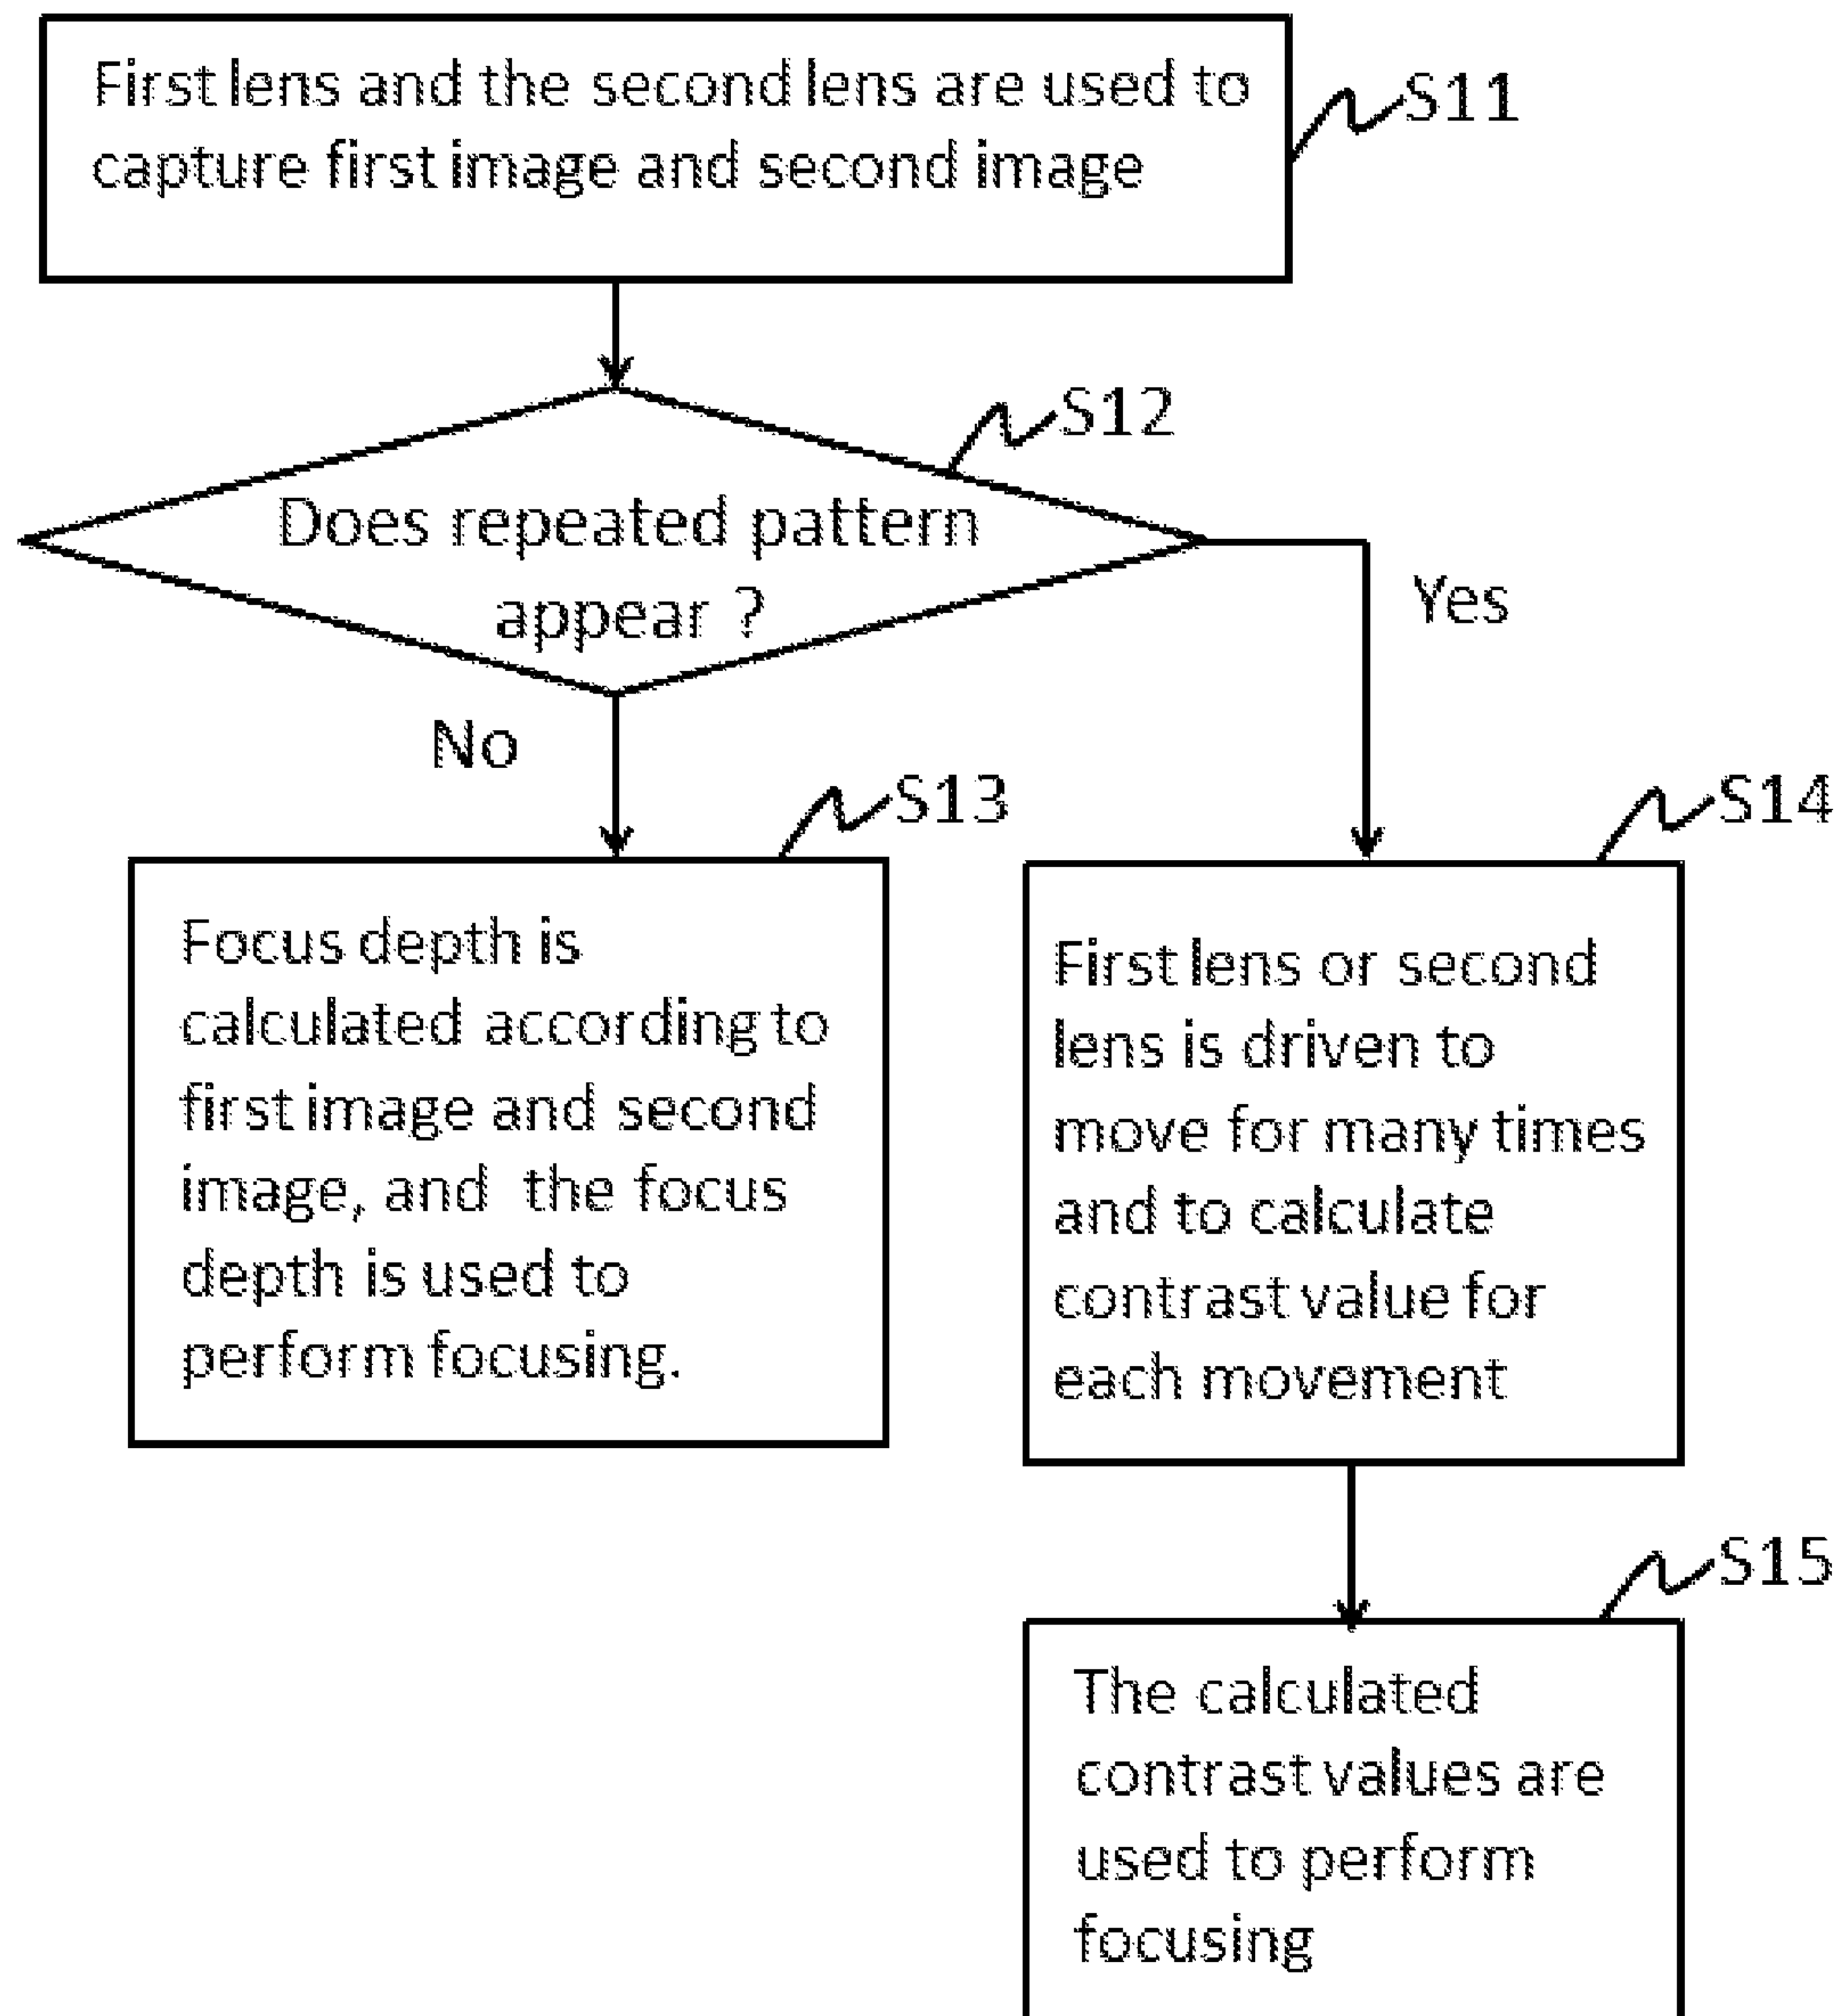 First lens and the second lens are used to
capture first image and second image
S11
S12
Does repeated pattern
appear ?
Yes
No
S13
Focus depth is
calculated according to
first image and second
image, and the focus
depth is used to
perform focusing.
S14
First lens or second
lens is driven to
move for many times
and to calculate
contrast value for
each movement
S15
The calculated
contrast values are
used to perform
focusing